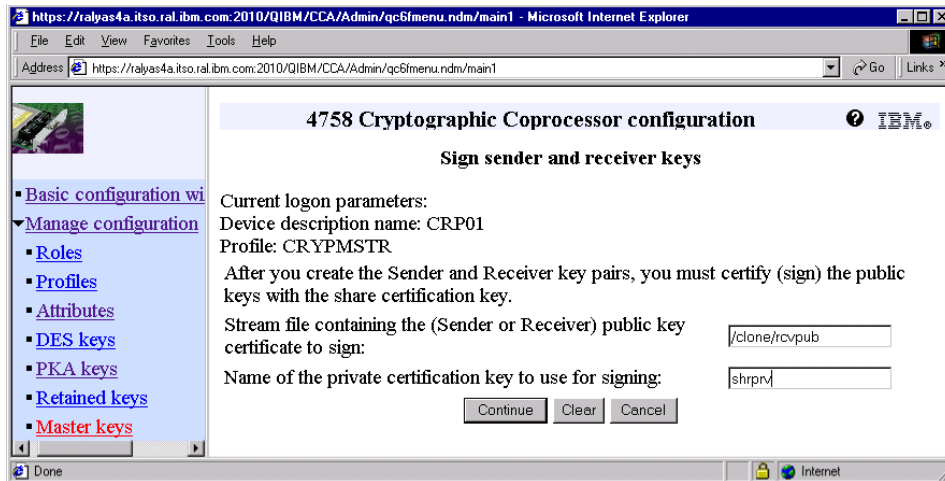 https://ralyas4a.itso.ral.ibm.com:2010/QIBM/CCA/Admin/qc6fmenu.ndm/main1 - Microsoft Internet Explorer
File Edit View Favorites Tools Help
Address https://ralyas4a.itso.ral.ibm.com:2010/QIBM/CCA/Admin/qc6fmenu.ndm/main1 Go Links »
4758 Cryptographic Coprocessor configuration ? IBM®
Sign sender and receiver keys
Basic configuration wi
Manage configuration
Roles
Profiles
Attributes
DES keys
PKA keys
Retained keys
Master keys
Current logon parameters:
Device description name: CRP01
Profile: CRYPMSTR
After you create the Sender and Receiver key pairs, you must certify (sign) the public
keys with the share certification key.
Stream file containing the (Sender or Receiver) public key
certificate to sign:
/clone/rcvpub
Name of the private certification key to use for signing:
shrprv
Continue Clear Cancel
Done Internet